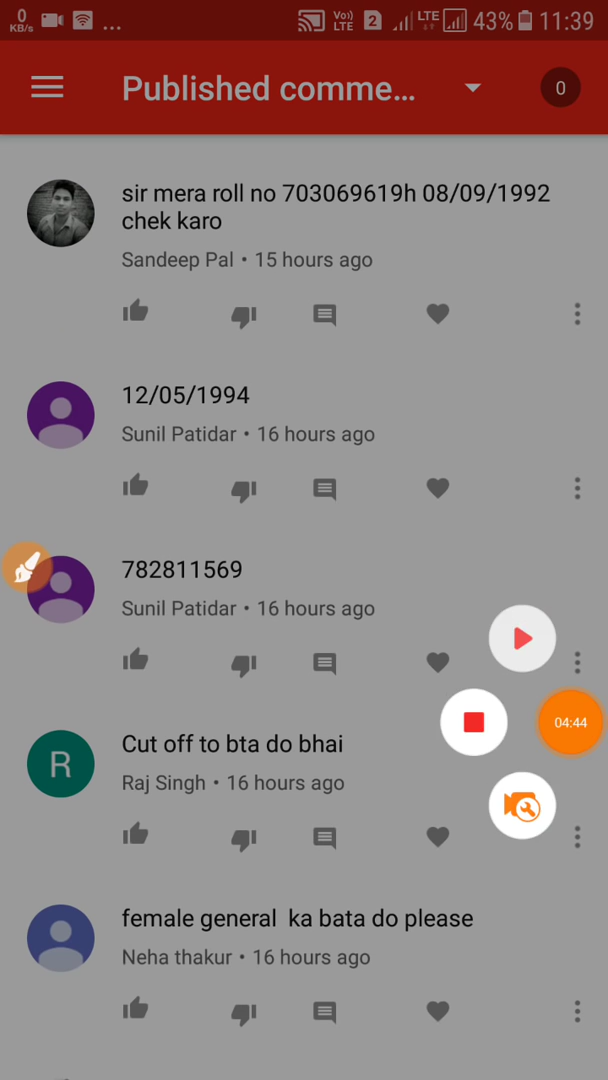 0 KB/s ... Vo)) LTE 2 LTE 43% 11:39
Published comme... 0
sir mera roll no 703069619h 08/09/1992
chek karo
Sandeep Pal • 15 hours ago
12/05/1994
Sunil Patidar • 16 hours ago
782811569
Sunil Patidar • 16 hours ago
04:44
R
Cut off to bta do bhai
Raj Singh • 16 hours ago
female general ka bata do please
Neha thakur • 16 hours ago